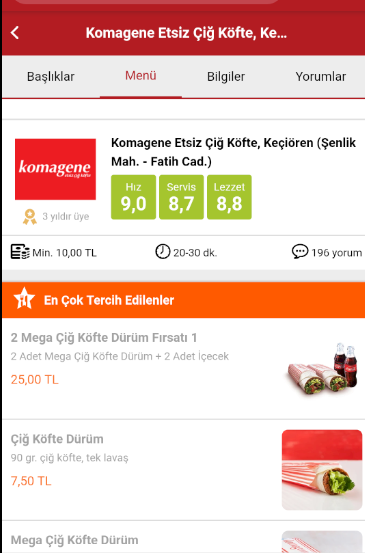 Komagene Etsiz Çiğ Köfte, Ke...
Başlıklar
Menü
Bilgiler
Yorumlar
komagene
etsiz çiğ köfte
Komagene Etsiz Çiğ Köfte, Keçiören (Şenlik
Mah. - Fatih Cad.)
Hız
9,0
Servis
8,7
Lezzet
8,8
3 yıldır üye
Min. 10,00 TL
20-30 dk.
196 yorum
En Çok Tercih Edilenler
2 Mega Çiğ Köfte Dürüm Fırsatı 1
2 Adet Mega Çiğ Köfte Dürüm + 2 Adet İçecek
25,00 TL
Çiğ Köfte Dürüm
90 gr. çiğ köfte, tek lavaş
7,50 TL
Mega Çiğ Köfte Dürüm